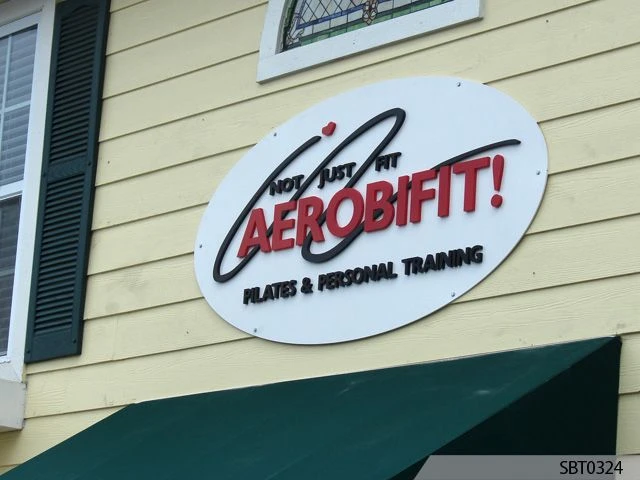 NOT JUST FIT
AEROBIFIT!
PILATES & PERSONAL TRAINING
SBT0324